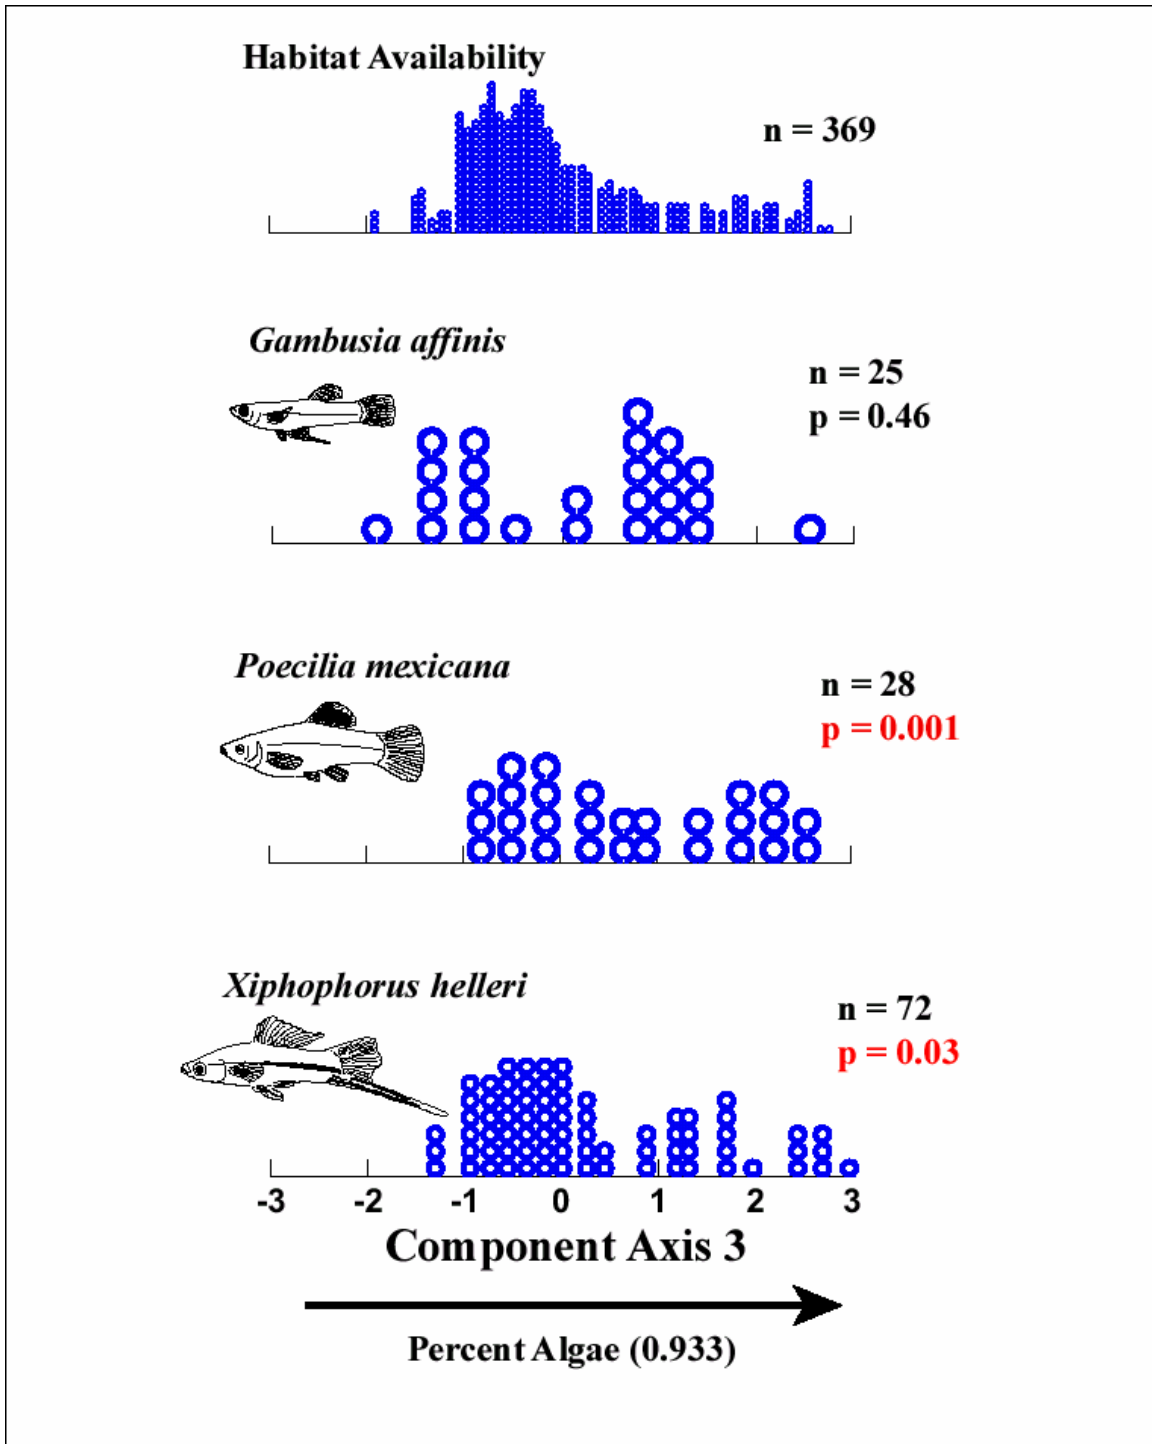 Habitat Availability
n = 369
Gambusia affinis
n = 25
p = 0.46
Poecilia mexicana
n = 28
p = 0.001
Xiphophorus helleri
n = 72
p = 0.03
-3 -2 -1 0 1 2 3
Component Axis 3
Percent Algae (0.933)